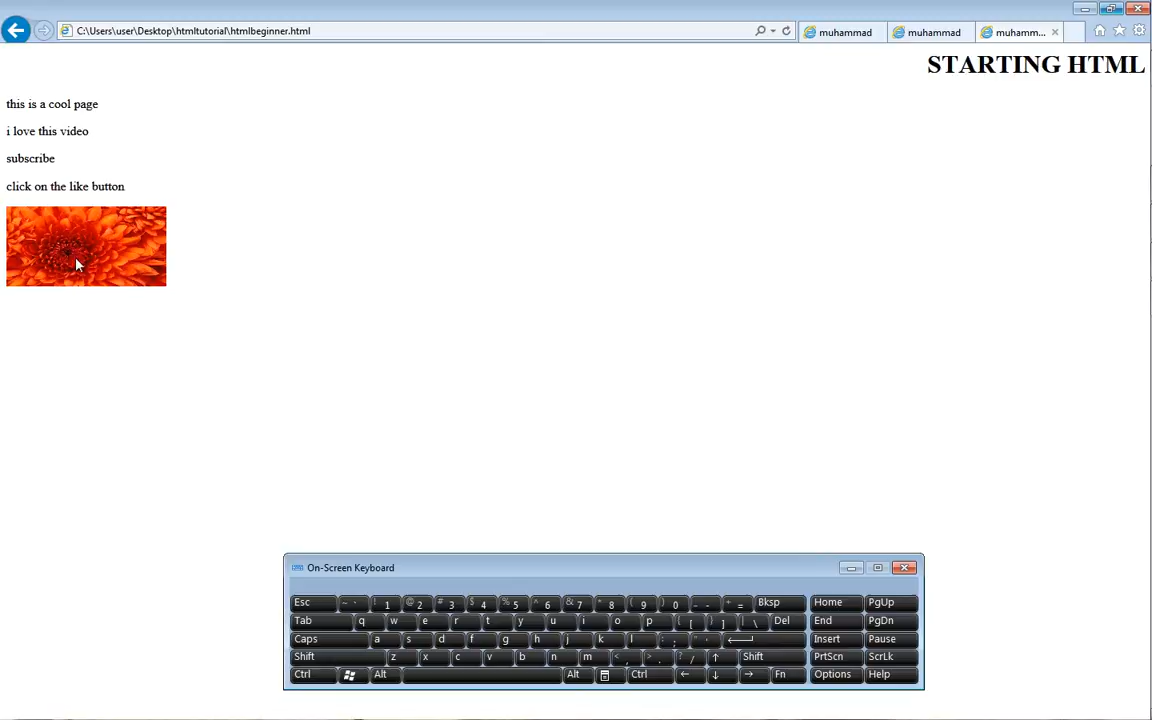 C:\Users\user\Desktop\htmltutorial\htmlbeginner.html
muhammad
muhammad
muhamm...
STARTING HTML
this is a cool page
i love this video
subscribe
click on the like button
On-Screen Keyboard
Esc ~ ` ! 1 @ 2 # 3 $ 4 % 5 ^ 6 & 7 * 8 ( 9 ) 0 _ - + = Bksp Home PgUp
Tab q w e r t y u i o p { [ } ] | \ Del End PgDn
Caps a s d f g h j k l : ; " ' Insert Pause
Shift z x c v b n m < , > . ? / ↑ Shift PrtScn ScrLk
Ctrl Alt Alt Ctrl ← ↓ → Fn Options Help